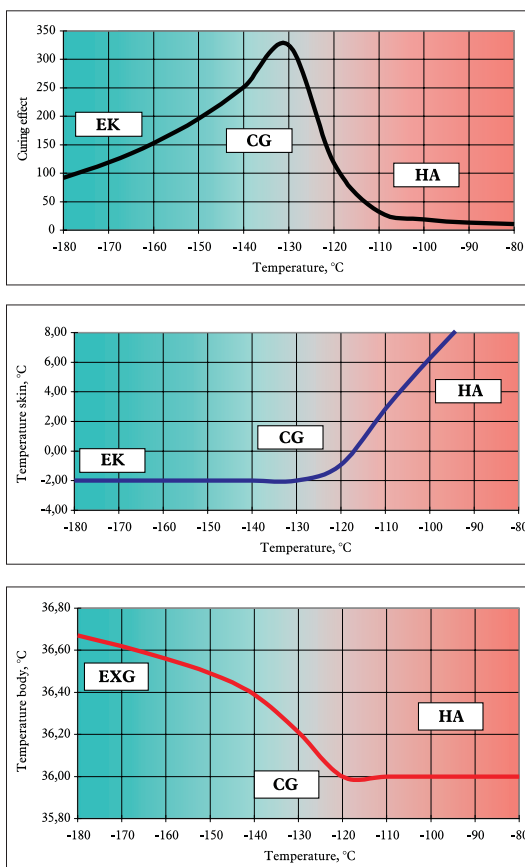 350
300
250
200
150
100
50
0
Curing effect
EK
CG
HA
-180 -170 -160 -150 -140 -130 -120 -110 -100 -90 -80
Temperature, °C
8,00
6,00
4,00
2,00
0,00
-2,00
-4,00
Temperature skin, °C
HA
CG
EK
-180 -170 -160 -150 -140 -130 -120 -110 -100 -90 -80
Temperature, °C
36,80
36,60
36,40
36,20
36,00
35,80
Temperature body, °C
EXG
HA
CG
-180 -170 -160 -150 -140 -130 -120 -110 -100 -90 -80
Temperature, °C